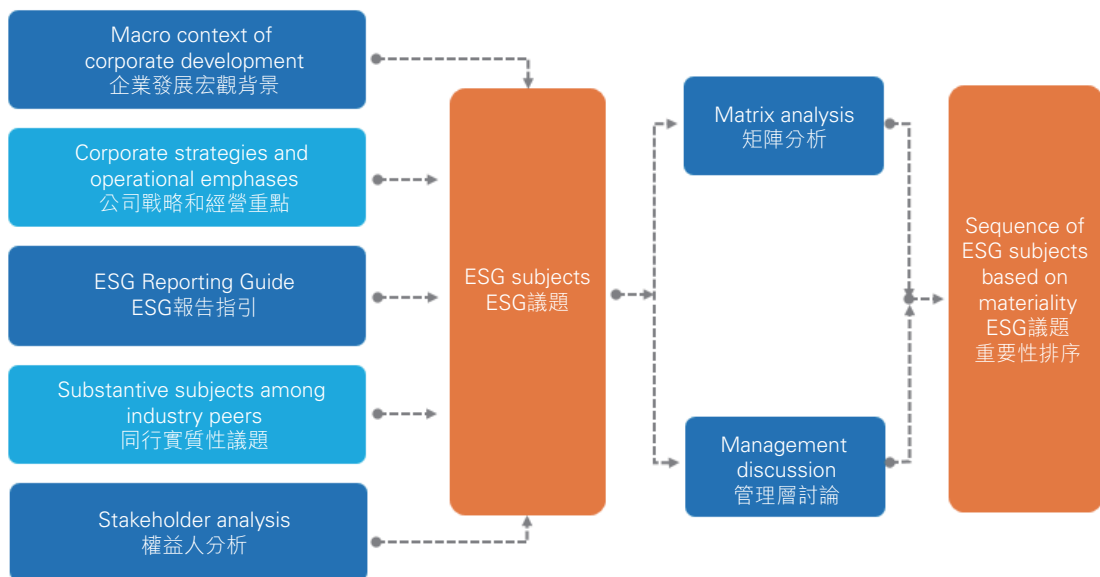 Macro context of
corporate development
企業發展宏觀背景
Corporate strategies and
operational emphases
公司戰略和經營重點
ESG Reporting Guide
ESG報告指引
Substantive subjects among
industry peers
同行實質性議題
Stakeholder analysis
權益人分析
ESG subjects
ESG議題
Matrix analysis
矩陣分析
Management
discussion
管理層討論
Sequence of
ESG subjects
based on
materiality
ESG議題
重要性排序